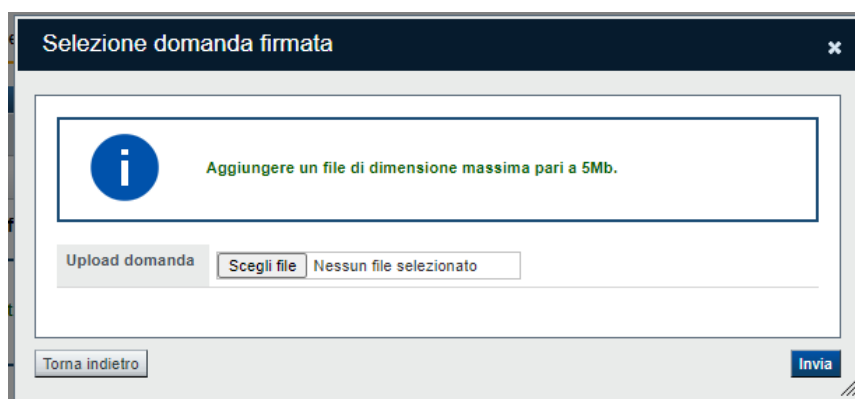 Selezione domanda firmata
Aggiungere un file di dimensione massima pari a 5Mb.
Upload domanda Scegli file Nessun file selezionato
Torna indietro Invia